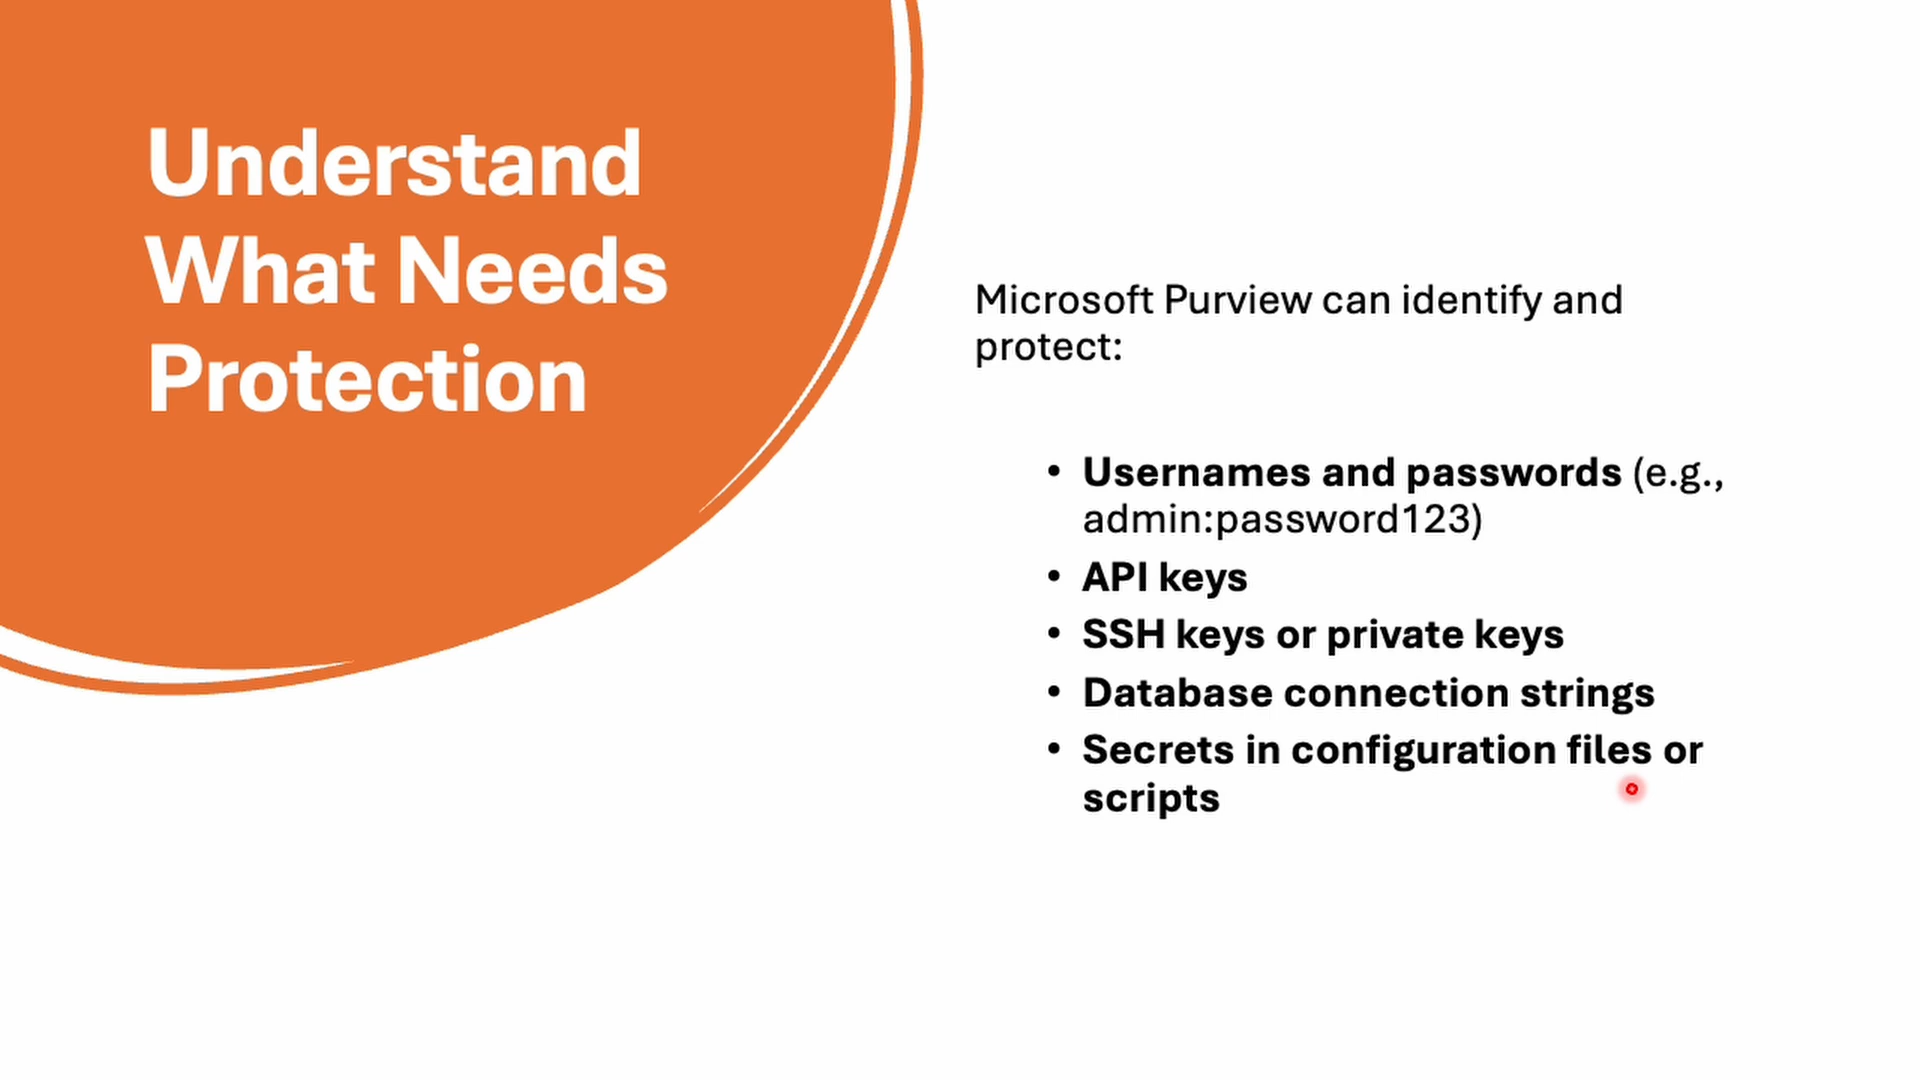 Understand
What Needs
Protection
Microsoft Purview can identify and
protect:
• Usernames and passwords (e.g.,
admin:password123)
• API keys
• SSH keys or private keys
• Database connection strings
• Secrets in configuration files or
scripts